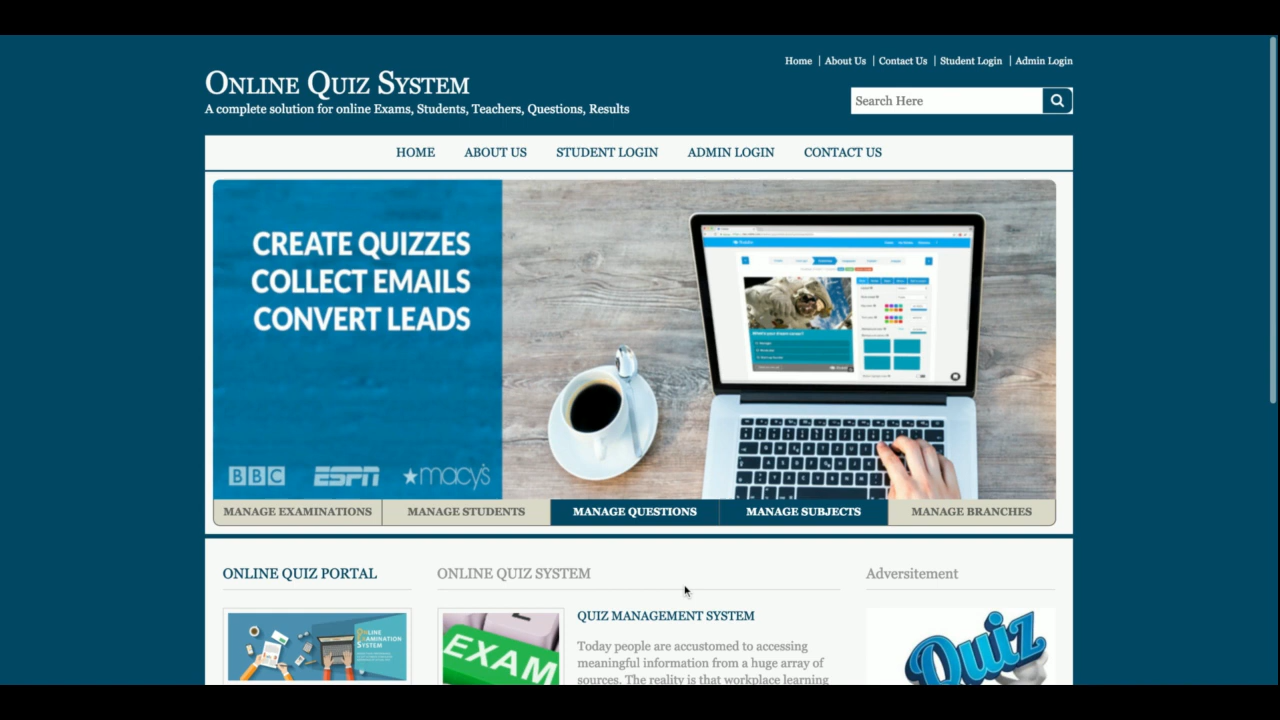 Home | About Us | Contact Us | Student Login | Admin Login
ONLINE QUIZ SYSTEM
A complete solution for online Exams, Students, Teachers, Questions, Results
Search Here
HOME ABOUT US STUDENT LOGIN ADMIN LOGIN CONTACT US
CREATE QUIZZES
COLLECT EMAILS
CONVERT LEADS
BBC ESPN macy's
MANAGE EXAMINATIONS MANAGE STUDENTS MANAGE QUESTIONS MANAGE SUBJECTS MANAGE BRANCHES
ONLINE QUIZ PORTAL ONLINE QUIZ SYSTEM Adversitement
ONLINE
EXAMINATION
SYSTEM
EXAM
QUIZ MANAGEMENT SYSTEM
Today people are accustomed to accessing
meaningful information from a huge array of
sources. The reality is that workplace learning
Quiz